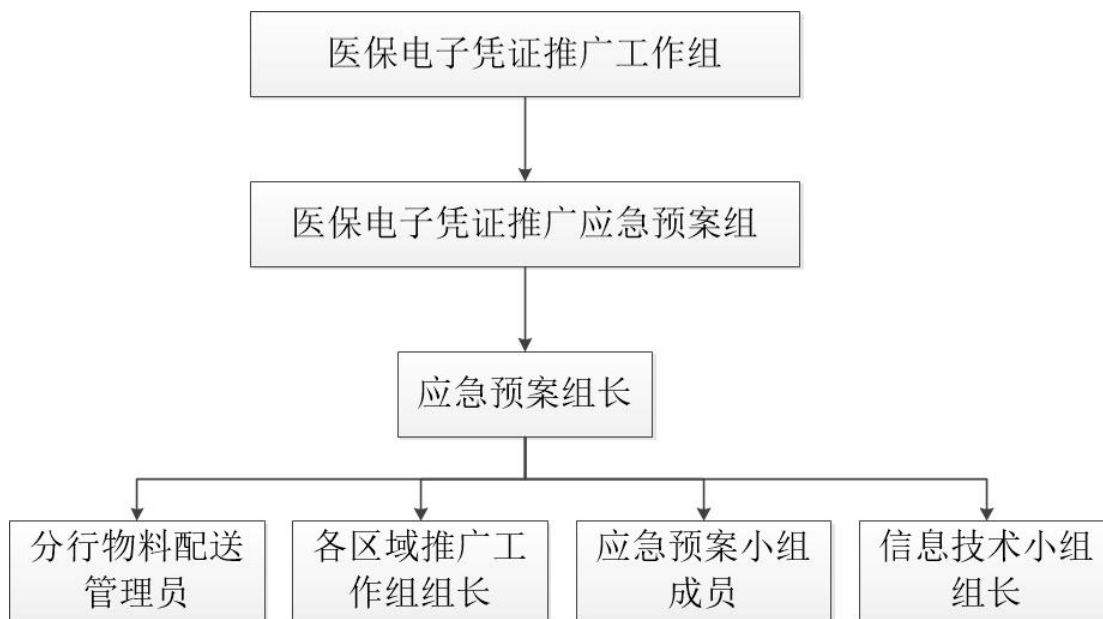 医保电子凭证推广工作组
医保电子凭证推广应急预案组
应急预案组长
分行物料配送
管理员
各区域推广工
作组组长
应急预案小组
成员
信息技术小组
组长